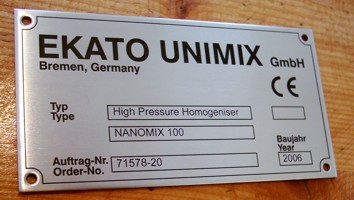 EKATO UNIMIX GmbH
Bremen, Germany
CE
Typ High Pressure Homogeniser
Type
NANOMIX 100
Baujahr
Auftrag-Nr. 71578-20 Year
Order-No. 2006